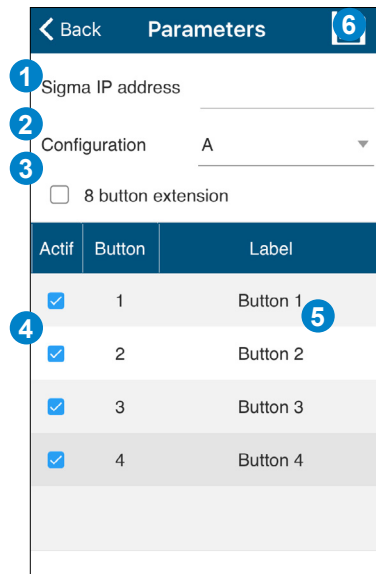 Back Parameters 6
1
Sigma IP address
2
Configuration A
3
8 button extension
Actif Button Label
1 Button 1
5
4
2 Button 2
3 Button 3
4 Button 4